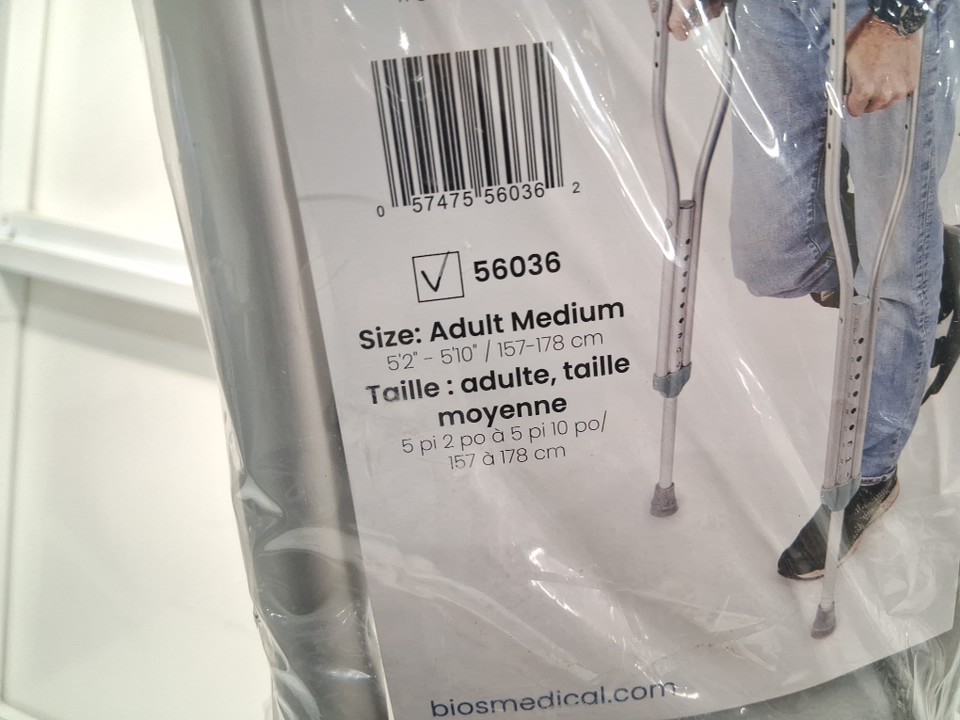 0 57475 56036 2
56036
Size: Adult Medium
5'2" - 5'10" / 157-178 cm
Taille : adulte, taille
moyenne
5 pi 2 po à 5 pi 10 po/
157 à 178 cm
biosmedical.com